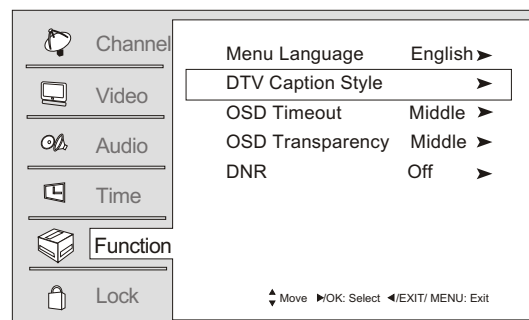 Channel
Video
Audio
Time
Function
Lock
Menu Language English
DTV Caption Style
OSD Timeout Middle
OSD Transparency Middle
DNR Off
Move /OK: Select /EXIT/ MENU: Exit